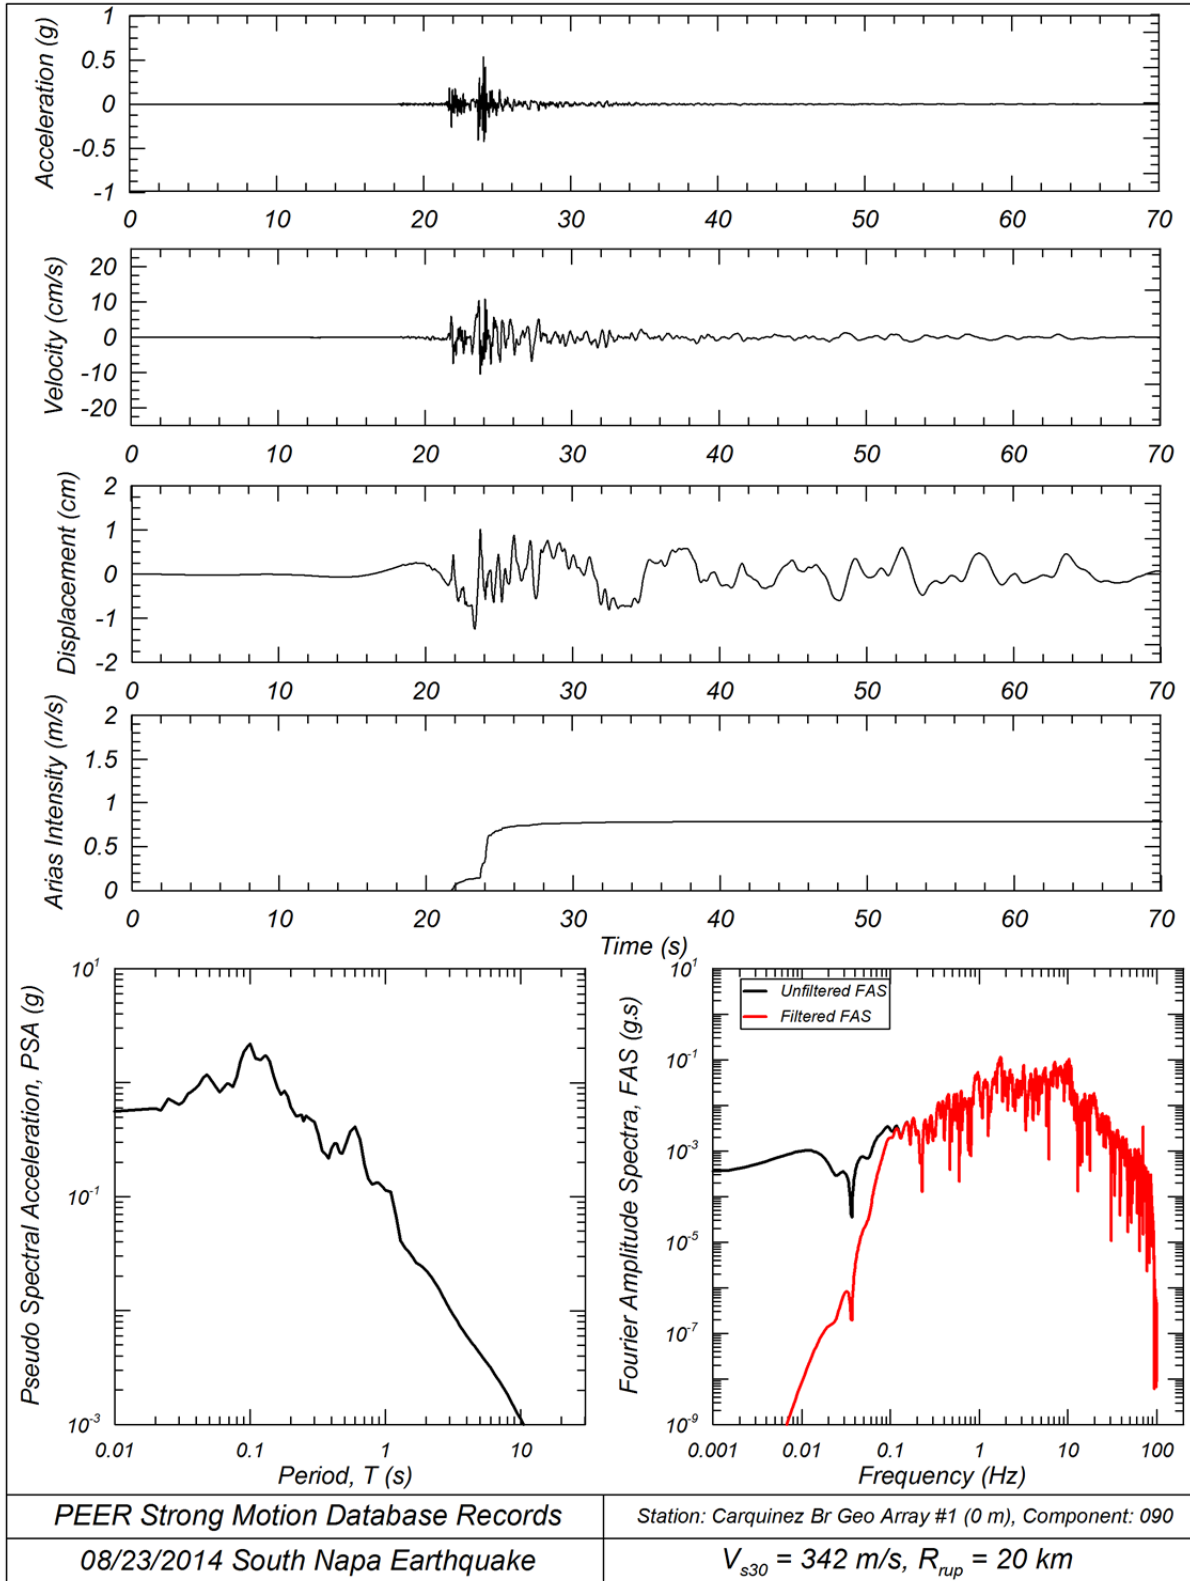 Acceleration (g)
1
0.5
0
-0.5
-1
0 10 20 30 40 50 60 70
Velocity (cm/s)
20
10
0
-10
-20
0 10 20 30 40 50 60 70
Displacement (cm)
2
1
0
-1
-2
0 10 20 30 40 50 60 70
Arias Intensity (m/s)
2
1.5
1
0.5
0
0 10 20 30 40 50 60 70
Time (s)
Pseudo Spectral Acceleration, PSA (g)
10¹
10⁻¹
10⁻³
0.01 0.1 1 10
Period, T (s)
Fourier Amplitude Spectra, FAS (g.s)
10¹
10⁻¹
10⁻³
10⁻⁵
10⁻⁷
10⁻⁹
Unfiltered FAS
Filtered FAS
0.001 0.01 0.1 1 10 100
Frequency (Hz)
PEER Strong Motion Database Records
Station: Carquinez Br Geo Array #1 (0 m), Component: 090
08/23/2014 South Napa Earthquake
V_s30 = 342 m/s, R_rup = 20 km